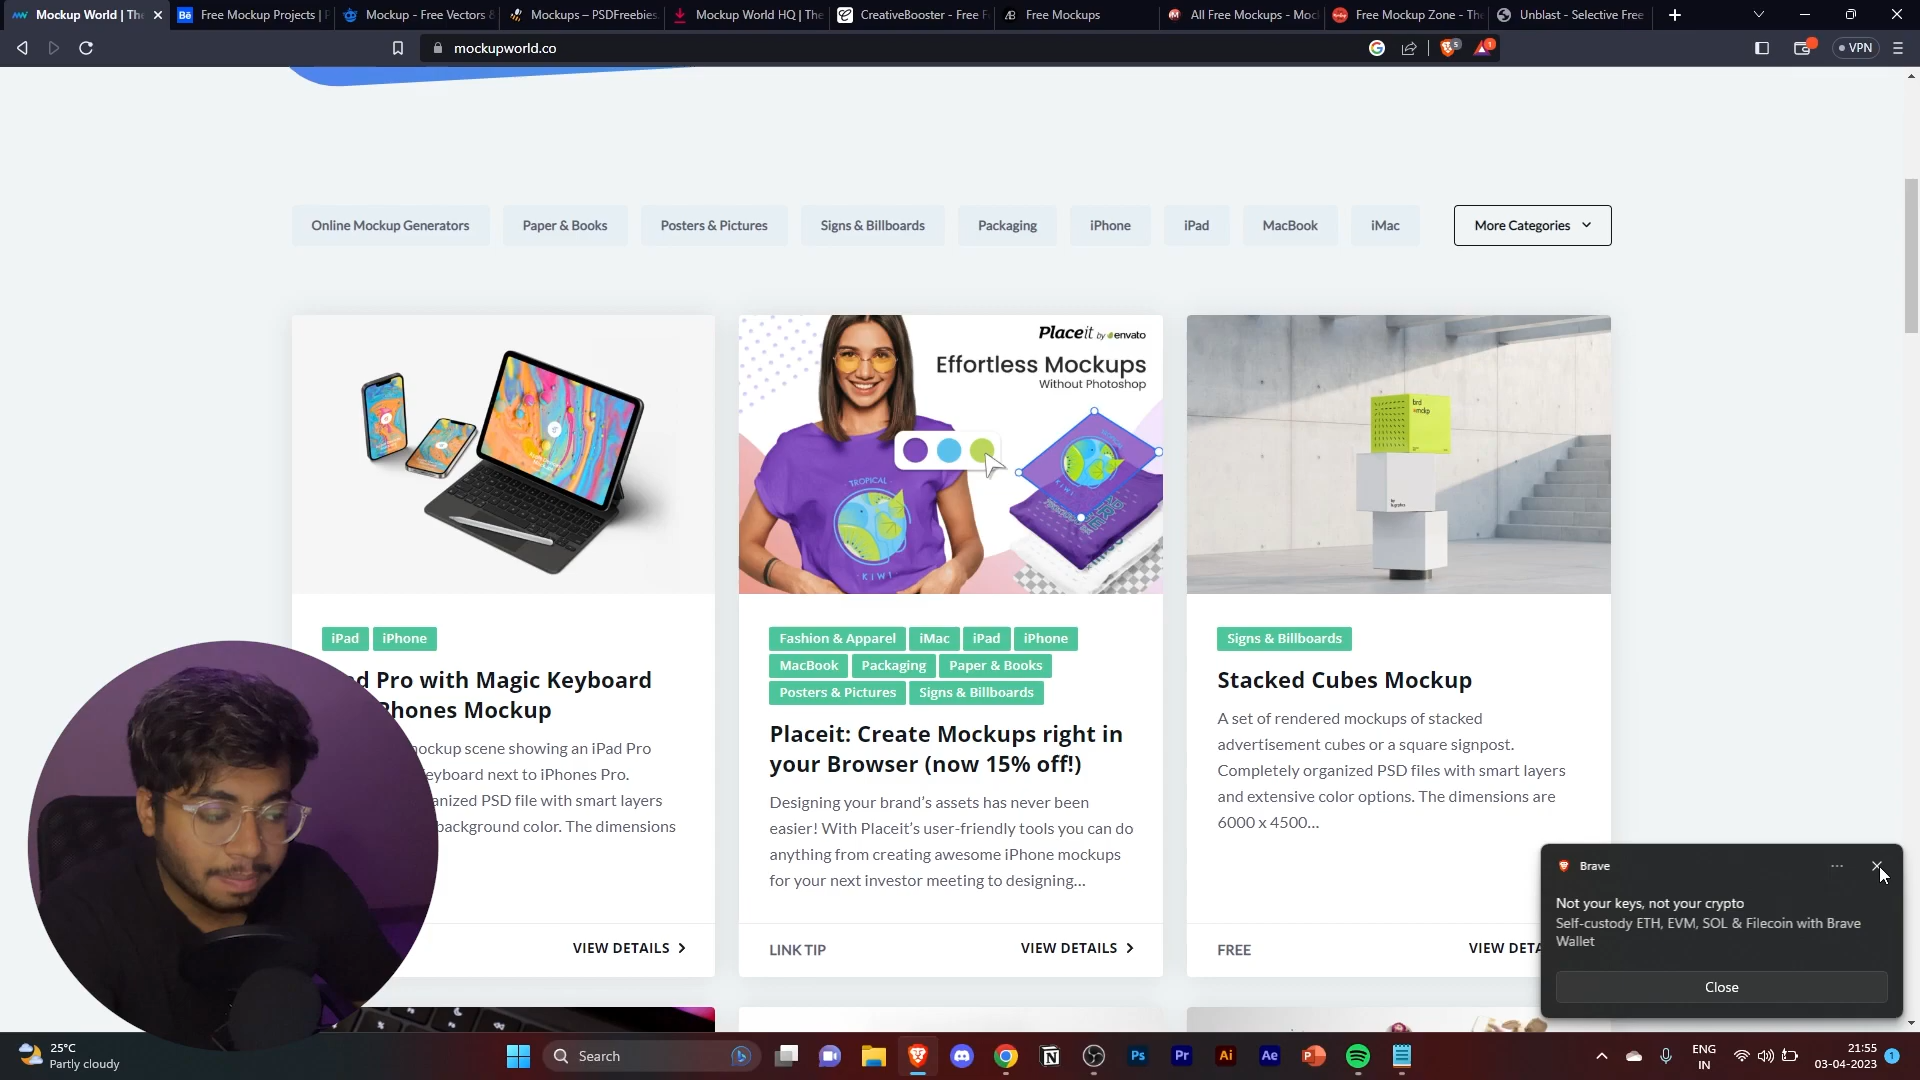 Mockup World | The
Free Mockup Projects | P
Mockup - Free Vectors &
Mockups – PSDFreebies.
Mockup World HQ | The
CreativeBooster - Free F
Free Mockups
All Free Mockups - Moc
Free Mockup Zone - The
Unblast - Selective Free
mockupworld.co
VPN
Online Mockup Generators
Paper & Books
Posters & Pictures
Signs & Billboards
Packaging
iPhone
iPad
MacBook
iMac
More Categories
Placeit by envato
Effortless Mockups
Without Photoshop
TROPICAL
KIWI
iPad
iPhone
d Pro with Magic Keyboard
Phones Mockup
mockup scene showing an iPad Pro
eyboard next to iPhones Pro.
anized PSD file with smart layers
background color. The dimensions
VIEW DETAILS
Fashion & Apparel
iMac
iPad
iPhone
MacBook
Packaging
Paper & Books
Posters & Pictures
Signs & Billboards
Placeit: Create Mockups right in
your Browser (now 15% off!)
Designing your brand’s assets has never been
easier! With Placeit’s user-friendly tools you can do
anything from creating awesome iPhone mockups
for your next investor meeting to designing…
LINK TIP
VIEW DETAILS
Signs & Billboards
Stacked Cubes Mockup
A set of rendered mockups of stacked
advertisement cubes or a square signpost.
Completely organized PSD files with smart layers
and extensive color options. The dimensions are
6000 x 4500…
FREE
VIEW DETA
Brave
Not your keys, not your crypto
Self-custody ETH, EVM, SOL & Filecoin with Brave
Wallet
Close
25°C
Partly cloudy
Search
Ps
Pr
Ai
Ae
ENG
IN
21:55
03-04-2023
1